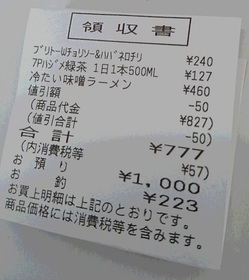 領収書
ブリトーWチョリソー&ハバネロチリ ¥240
7Pハジメ緑茶 1日1本500ML ¥127
冷たい味噌ラーメン ¥460
値引額 -50
(商品代金 ¥827)
(値引合計 -50)
合計 ¥777
(内消費税等 ¥57)
お預り ¥1,000
お釣 ¥223
お買上明細は上記のとおりです。
商品価格には消費税等を含みます。